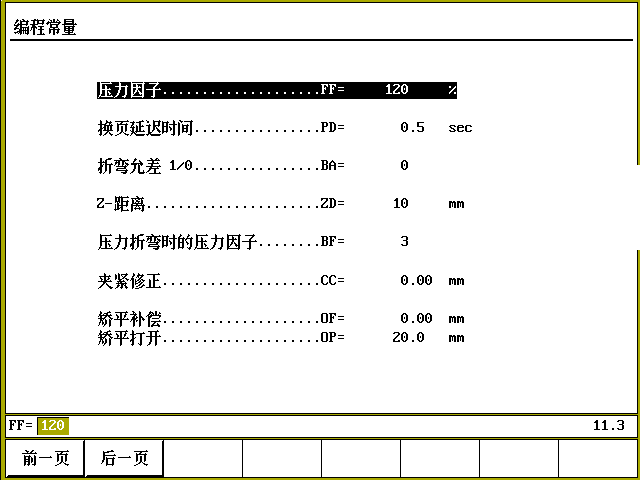 编程常量
压力因子....................FF= 120 %
换页延迟时间................PD= 0.5 sec
折弯允差 1/0................BA= 0
Z-距离......................ZD= 10 mm
压力折弯时的压力因子........BF= 3
夹紧修正....................CC= 0.00 mm
矫平补偿....................OF= 0.00 mm
矫平打开....................OP= 20.0 mm
FF= 120 11.3
前一页 后一页